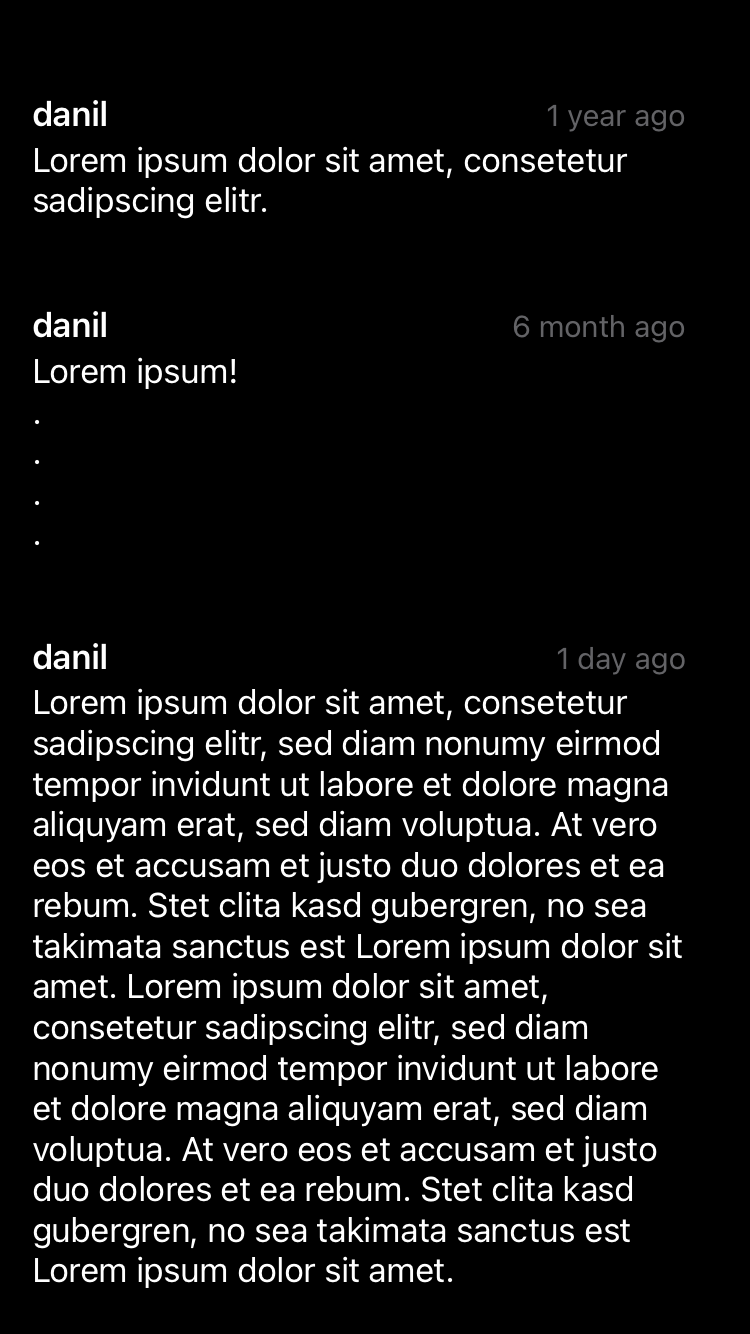 danil 1 year ago
Lorem ipsum dolor sit amet, consetetur
sadipscing elitr.
danil 6 month ago
Lorem ipsum!
.
.
.
.
danil 1 day ago
Lorem ipsum dolor sit amet, consetetur
sadipscing elitr, sed diam nonumy eirmod
tempor invidunt ut labore et dolore magna
aliquyam erat, sed diam voluptua. At vero
eos et accusam et justo duo dolores et ea
rebum. Stet clita kasd gubergren, no sea
takimata sanctus est Lorem ipsum dolor sit
amet. Lorem ipsum dolor sit amet,
consetetur sadipscing elitr, sed diam
nonumy eirmod tempor invidunt ut labore
et dolore magna aliquyam erat, sed diam
voluptua. At vero eos et accusam et justo
duo dolores et ea rebum. Stet clita kasd
gubergren, no sea takimata sanctus est
Lorem ipsum dolor sit amet.